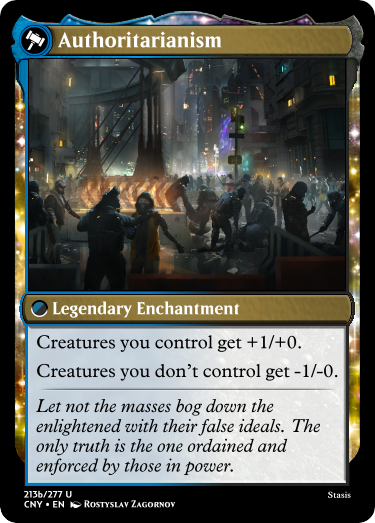 Authoritarianism
Legendary Enchantment
Creatures you control get +1/+0.
Creatures you don't control get -1/-0.
Let not the masses bog down the
enlightened with their false ideals. The
only truth is the one ordained and
enforced by those in power.
213b/277 U
Stasis
CNY • EN Rostyslav Zagornov